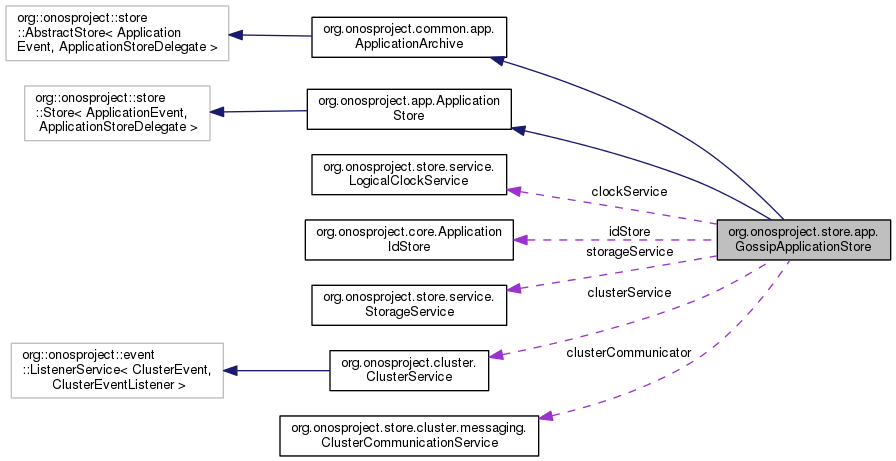 org::onosproject::store
::AbstractStore< Application
Event, ApplicationStoreDelegate >
org.onosproject.common.app.
ApplicationArchive
org::onosproject::store
::Store< ApplicationEvent,
ApplicationStoreDelegate >
org.onosproject.app.Application
Store
org.onosproject.store.service.
LogicalClockService
clockService
org.onosproject.store.app.
GossipApplicationStore
org.onosproject.core.Application
IdStore
idStore
storageService
org.onosproject.store.service.
StorageService
clusterService
org::onosproject::event
::ListenerService< ClusterEvent,
ClusterEventListener >
org.onosproject.cluster.
ClusterService
clusterCommunicator
org.onosproject.store.cluster.messaging.
ClusterCommunicationService